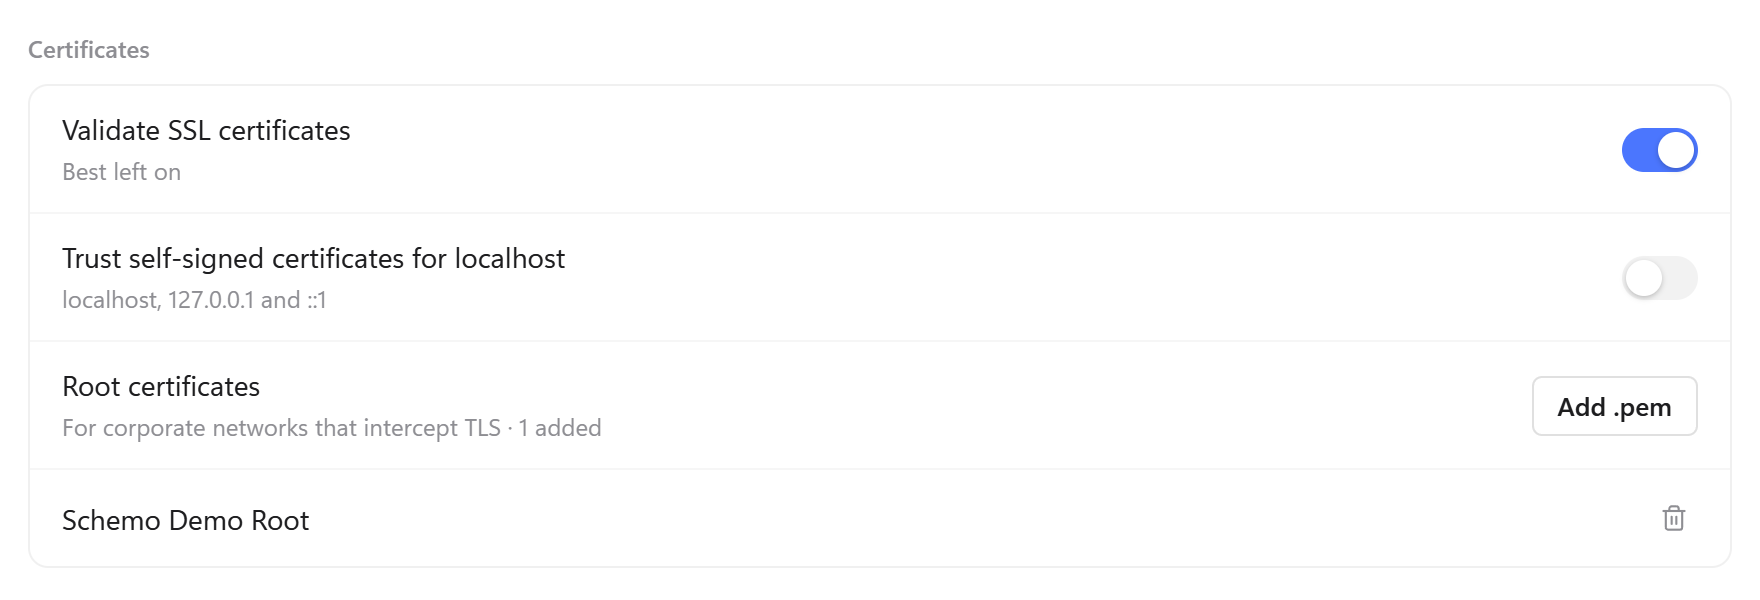 Certificates
Validate SSL certificates
Best left on
Trust self-signed certificates for localhost
localhost, 127.0.0.1 and ::1
Root certificates
For corporate networks that intercept TLS · 1 added
Add .pem
Schemo Demo Root